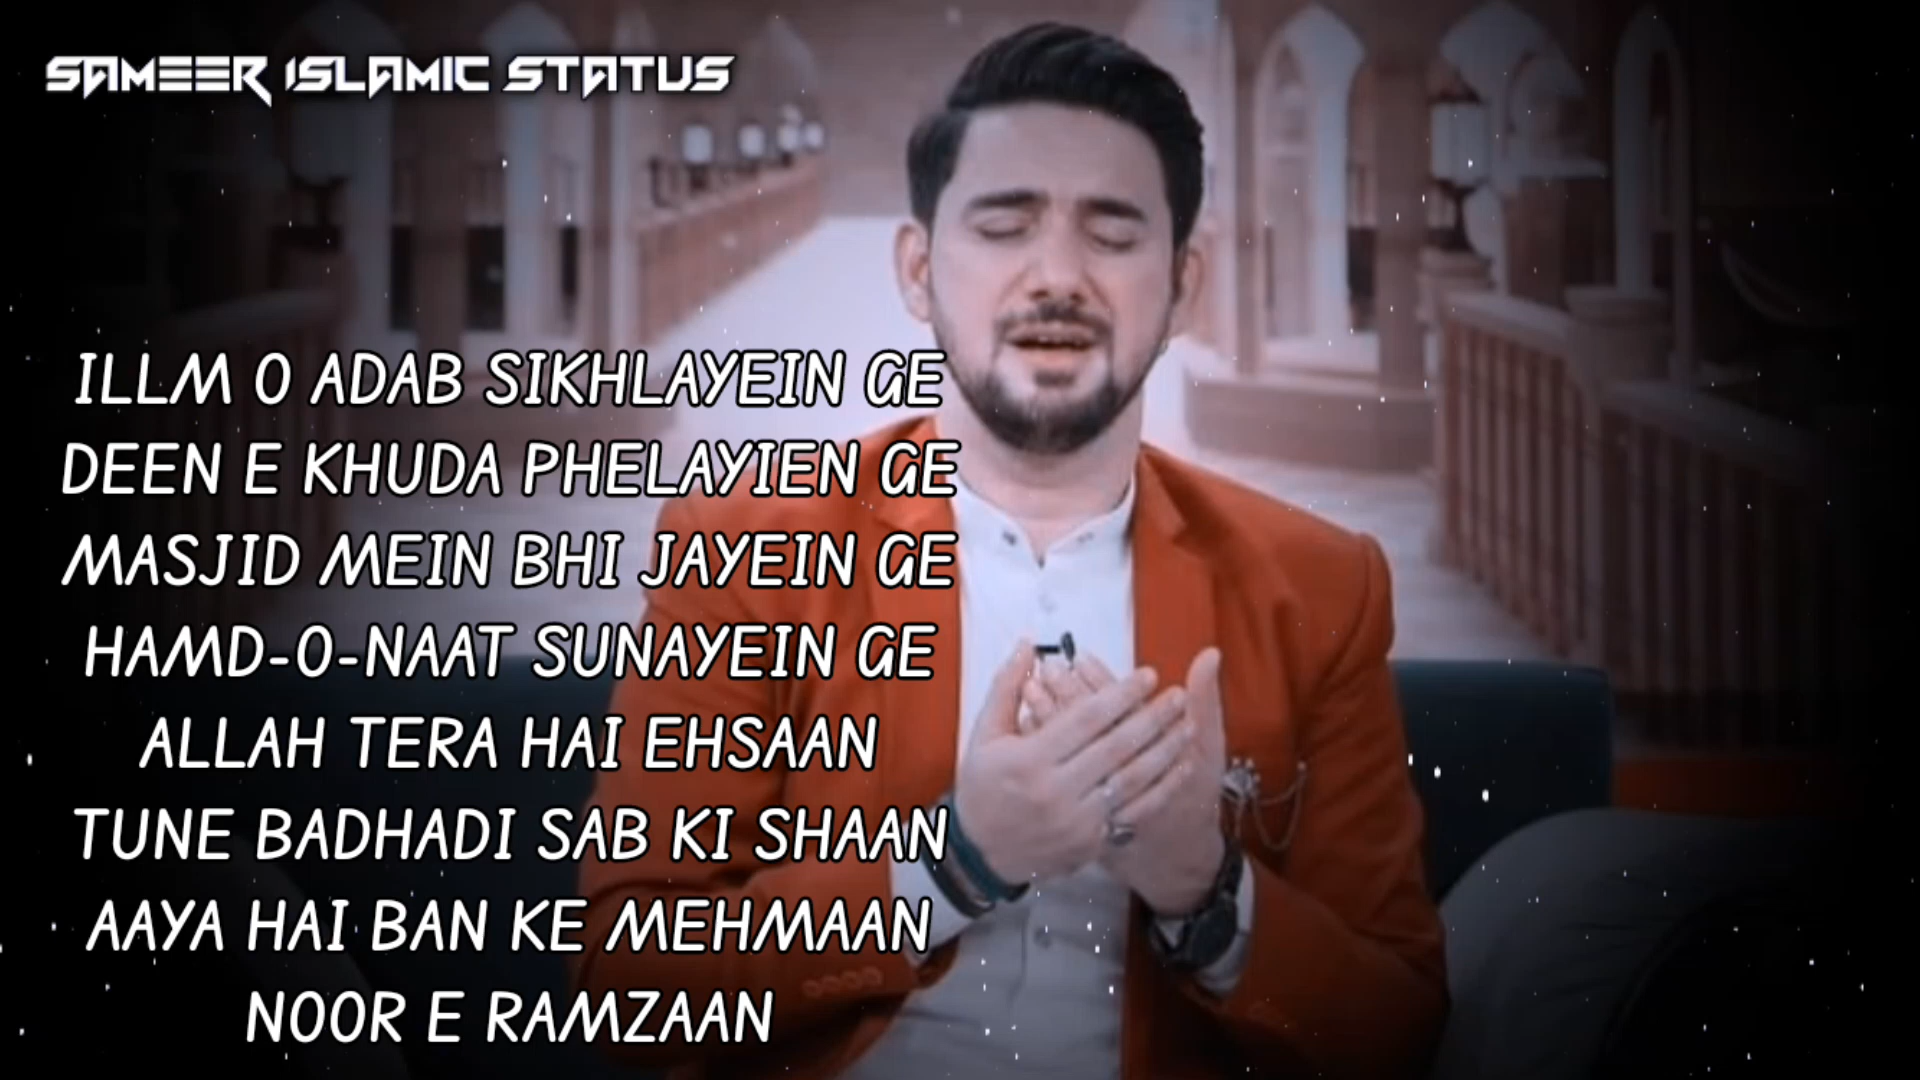 SAMEER ISLAMIC STATUS
ILLM O ADAB SIKHLAYEIN GE
DEEN E KHUDA PHELAYIEN GE
MASJID MEIN BHI JAYEIN GE
HAMD-O-NAAT SUNAYEIN GE
ALLAH TERA HAI EHSAAN
TUNE BADHADI SAB KI SHAAN
AAYA HAI BAN KE MEHMAAN
NOOR E RAMZAAN